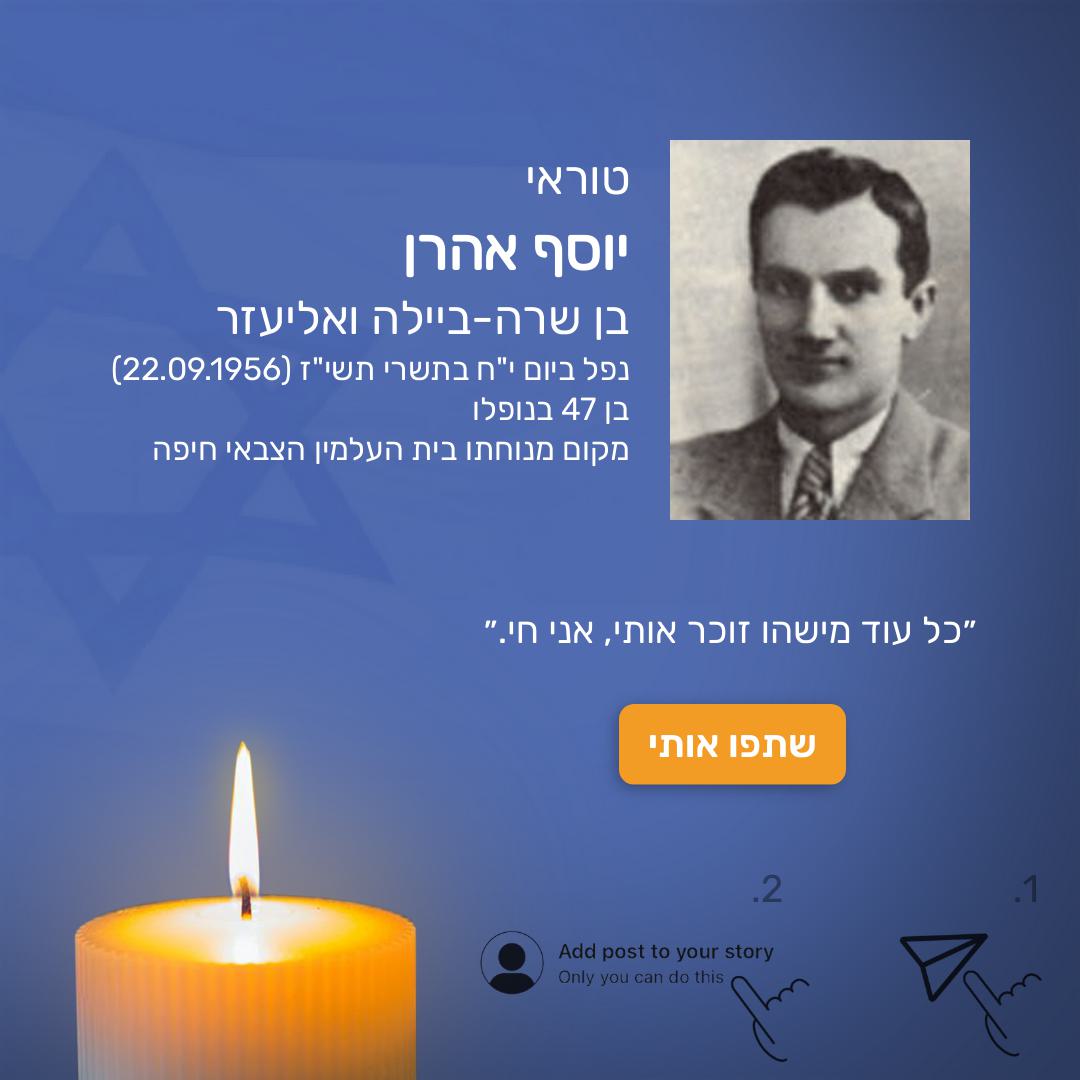 טוראי
יוסף אהרן
בן שרה-ביילה ואליעזר
נפל ביום י"ח בתשרי תשי"ז (22.09.1956)
בן 47 בנופלו
מקום מנוחתו בית העלמין הצבאי חיפה
״כל עוד מישהו זוכר אותי, אני חי.״
שתפו אותי
1.
2.
Add post to your story
Only you can do this